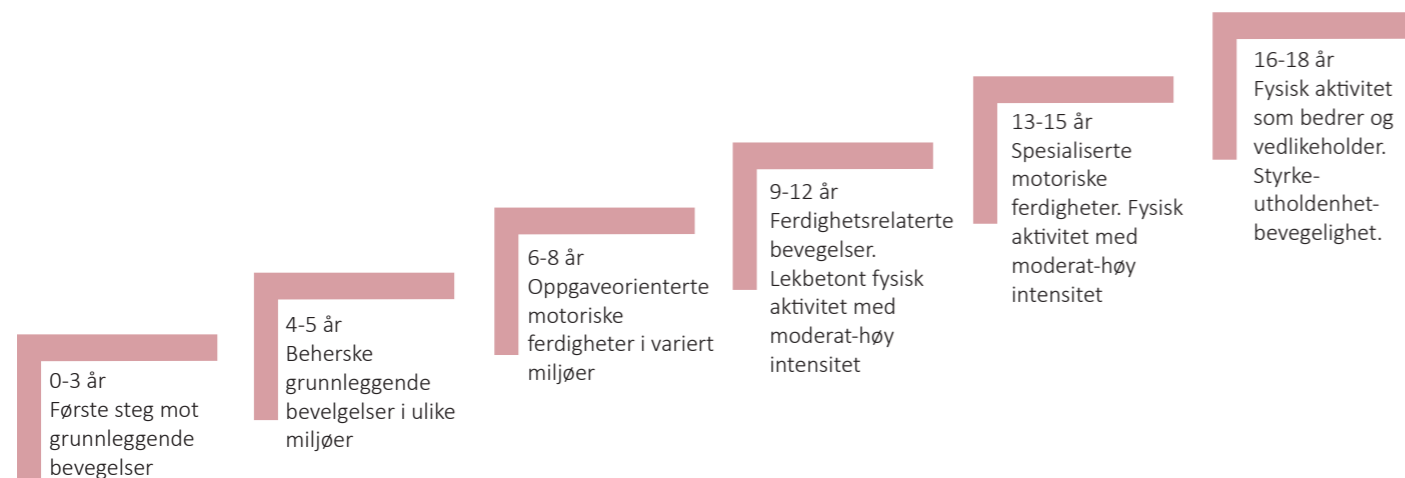 0-3 år
Første steg mot
grunnleggende
bevegelser
4-5 år
Beherske
grunnleggende
bevelgelser i ulike
miljøer
6-8 år
Oppgaveorienterte
motoriske
ferdigheter i variert
miljøer
9-12 år
Ferdighetsrelaterte
bevegelser.
Lekbetont fysisk
aktivitet med
moderat-høy
intensitet
13-15 år
Spesialiserte
motoriske
ferdigheter. Fysisk
aktivitet med
moderat-høy
intensitet
16-18 år
Fysisk aktivitet
som bedrer og
vedlikeholder.
Styrke-
utholdenhet-
bevegelighet.